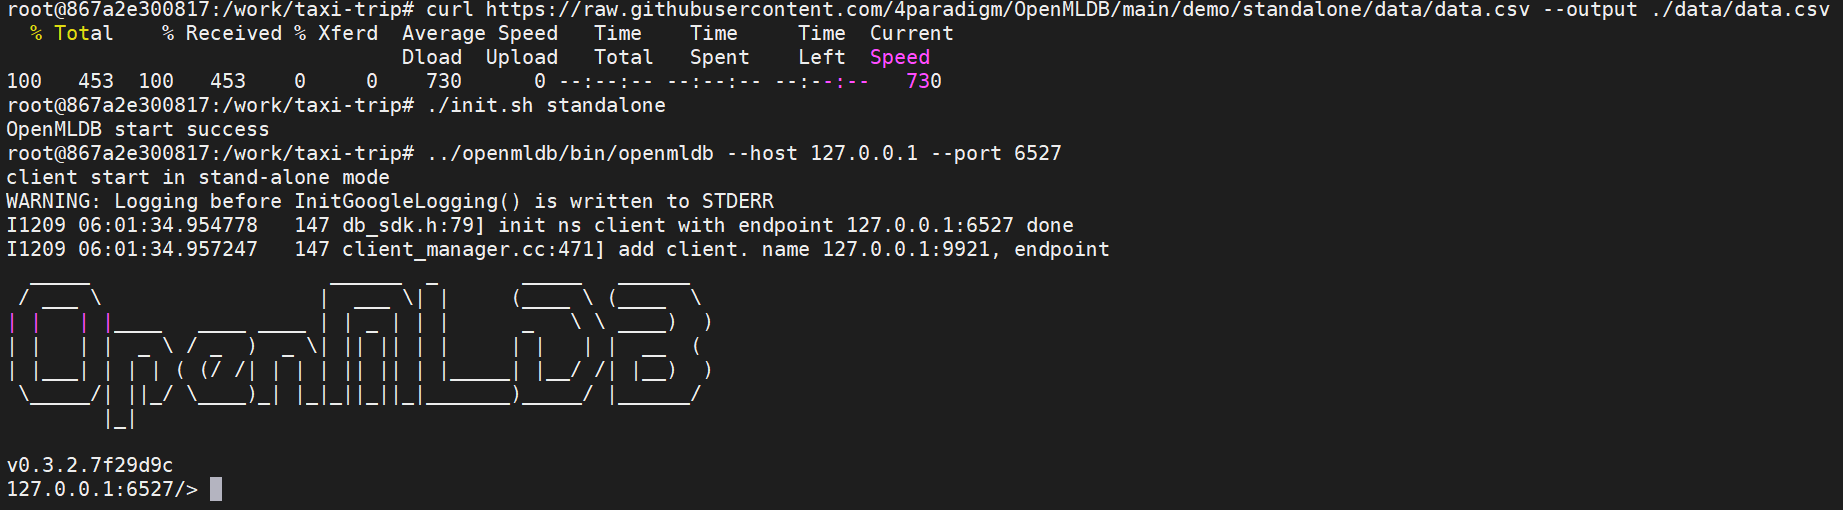 root@867a2e300817:/work/taxi-trip# curl https://raw.githubusercontent.com/4paradigm/OpenMLDB/main/demo/standalone/data/data.csv --output ./data/data.csv
  % Total    % Received % Xferd  Average Speed   Time    Time     Time  Current
                                 Dload  Upload   Total   Spent    Left  Speed
100   453  100   453    0     0    730      0 --:--:-- --:--:-- --:--:--   730
root@867a2e300817:/work/taxi-trip# ./init.sh standalone
OpenMLDB start success
root@867a2e300817:/work/taxi-trip# ../openmldb/bin/openmldb --host 127.0.0.1 --port 6527
client start in stand-alone mode
WARNING: Logging before InitGoogleLogging() is written to STDERR
I1209 06:01:34.954778   147 db_sdk.h:79] init ns client with endpoint 127.0.0.1:6527 done
I1209 06:01:34.957247   147 client_manager.cc:471] add client. name 127.0.0.1:9921, endpoint
OpenMLDB
v0.3.2.7f29d9c
127.0.0.1:6527/>